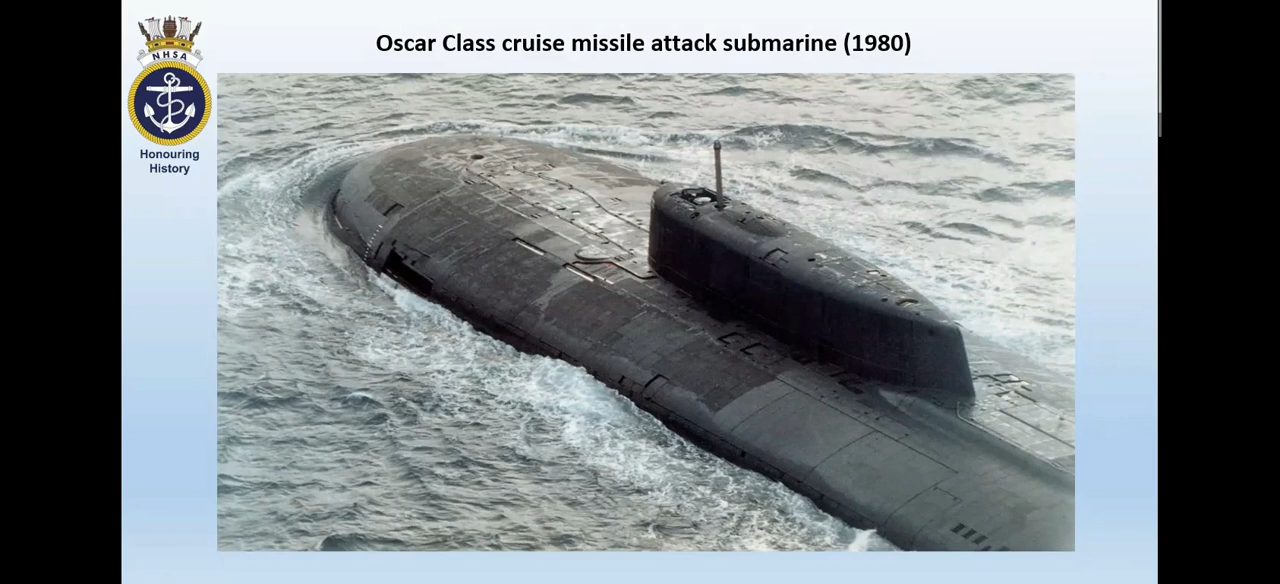 Oscar Class cruise missile attack submarine (1980)
NHSA
Honouring
History